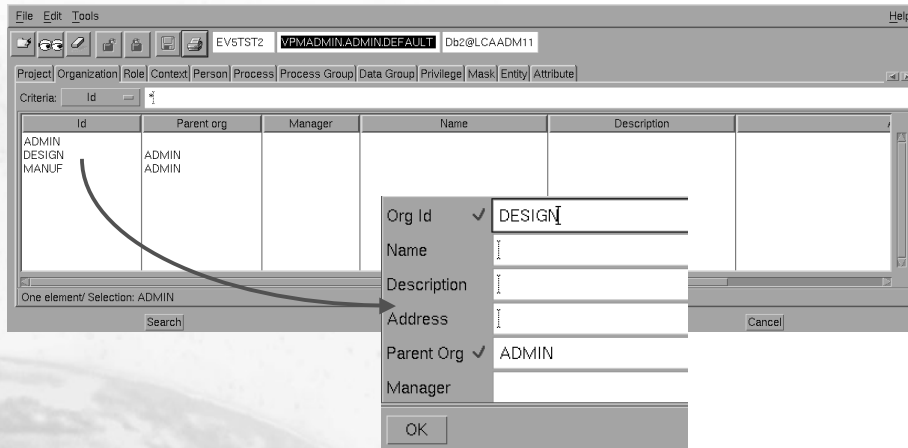 File Edit Tools Help
EV5TST2 VPMADMIN.ADMIN.DEFAULT Db2@LCAADM11
Project Organization Role Context Person Process Process Group Data Group Privilege Mask Entity Attribute
Criteria: Id *
Id Parent org Manager Name Description
ADMIN
DESIGN ADMIN
MANUF ADMIN
One element/ Selection: ADMIN
Search Cancel
Org Id DESIGN
Name
Description
Address
Parent Org ADMIN
Manager
OK